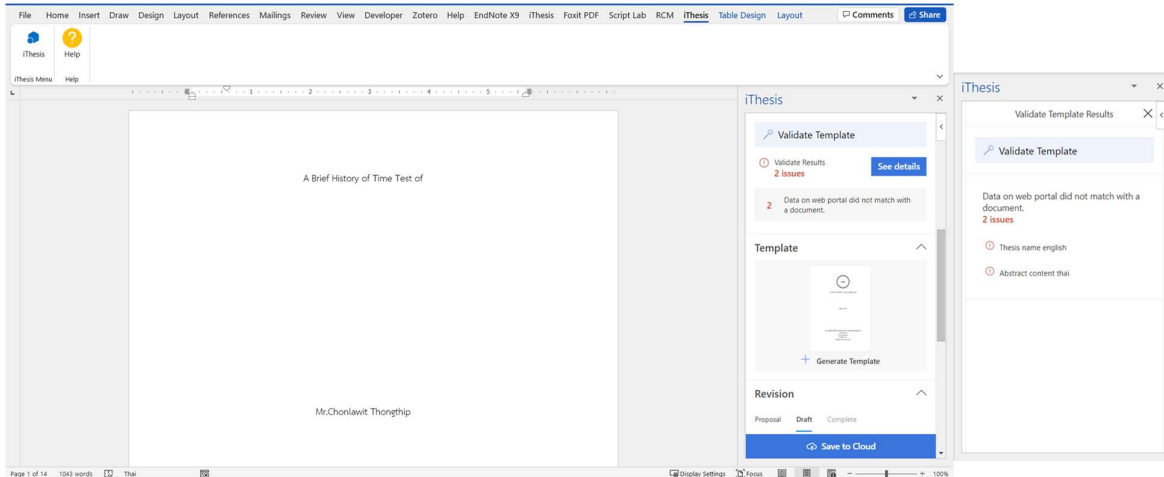 File Home Insert Draw Design Layout References Mailings Review View Developer Zotero Help EndNote X9 iThesis Foxit PDF Script Lab RCM iThesis Table Design Layout Comments Share
iThesis Help
iThesis Menu Help
1 2 3 4 5
A Brief History of Time Test of
Mr.Chonlawit Thongthip
iThesis
Validate Template
Validate Results
2 issues
See details
2 Data on web portal did not match with
a document.
Template
Generate Template
Revision
Proposal Draft Complete
Save to Cloud
iThesis
Validate Template Results
Validate Template
Data on web portal did not match with a
document.
2 issues
Thesis name english
Abstract content thai
Page 1 of 14 1043 words Thai Display Settings Focus 100%